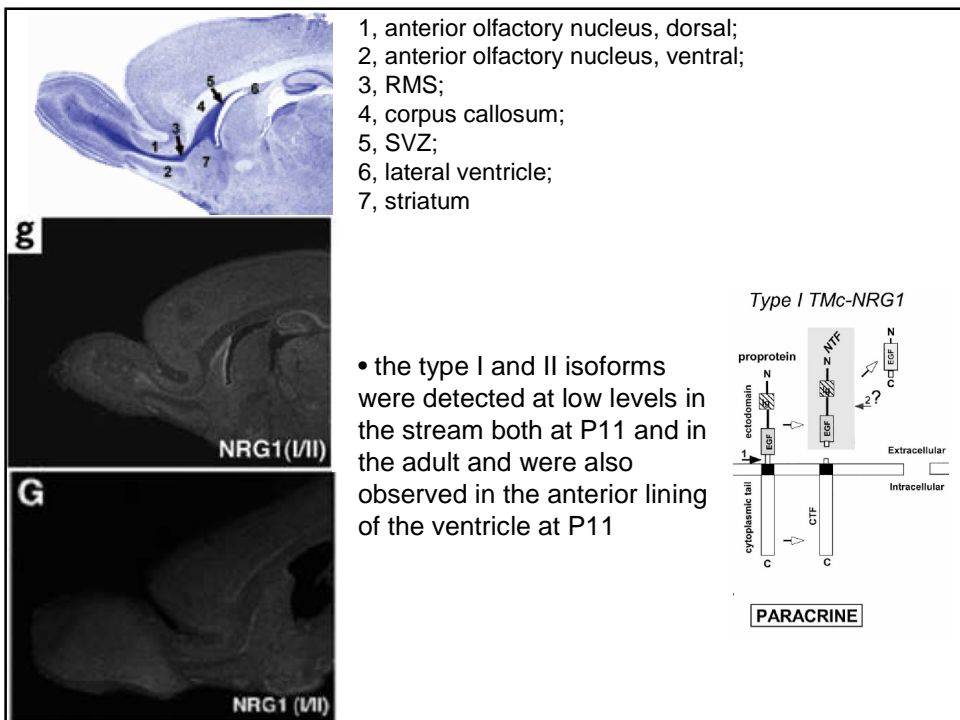 1, anterior olfactory nucleus, dorsal;
2, anterior olfactory nucleus, ventral;
3, RMS;
4, corpus callosum;
5, SVZ;
6, lateral ventricle;
7, striatum
5
6
4
3
1
2
7
g
NRG1(I/II)
• the type I and II isoforms
were detected at low levels in
the stream both at P11 and in
the adult and were also
observed in the anterior lining
of the ventricle at P11
G
NRG1 (I/II)
Type I TMc-NRG1
proprotein
NTF
N
N
N
EGF
C
2?
ectodomain
EGF
EGF
1
Extracellular
Intracellular
cytoplasmic tail
CTF
C
C
PARACRINE